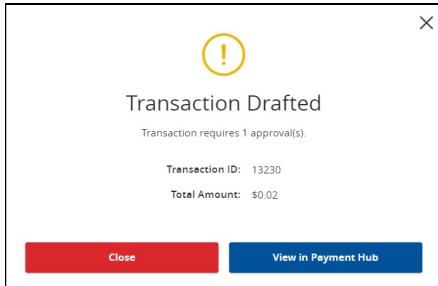 Transaction Drafted
Transaction requires 1 approval(s).
Transaction ID: 13230
Total Amount: $0.02
Close
View in Payment Hub